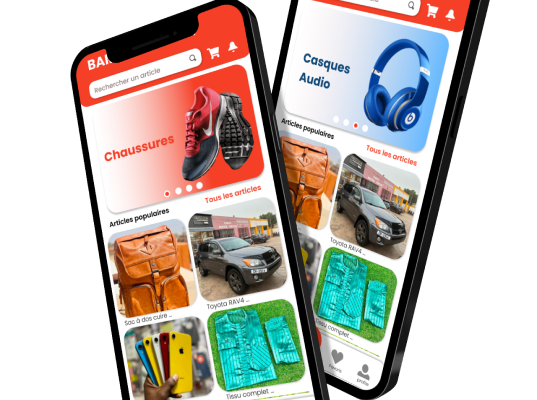 Rechercher un article
Chaussures
Articles populaires
Tous les articles
Sac à dos cuire ...
Toyota RAV4 ...
Tissu complet ...
Casques
Audio
Articles populaires
Tous les articles
Toyota RAV4 ...
Tissu complet ...